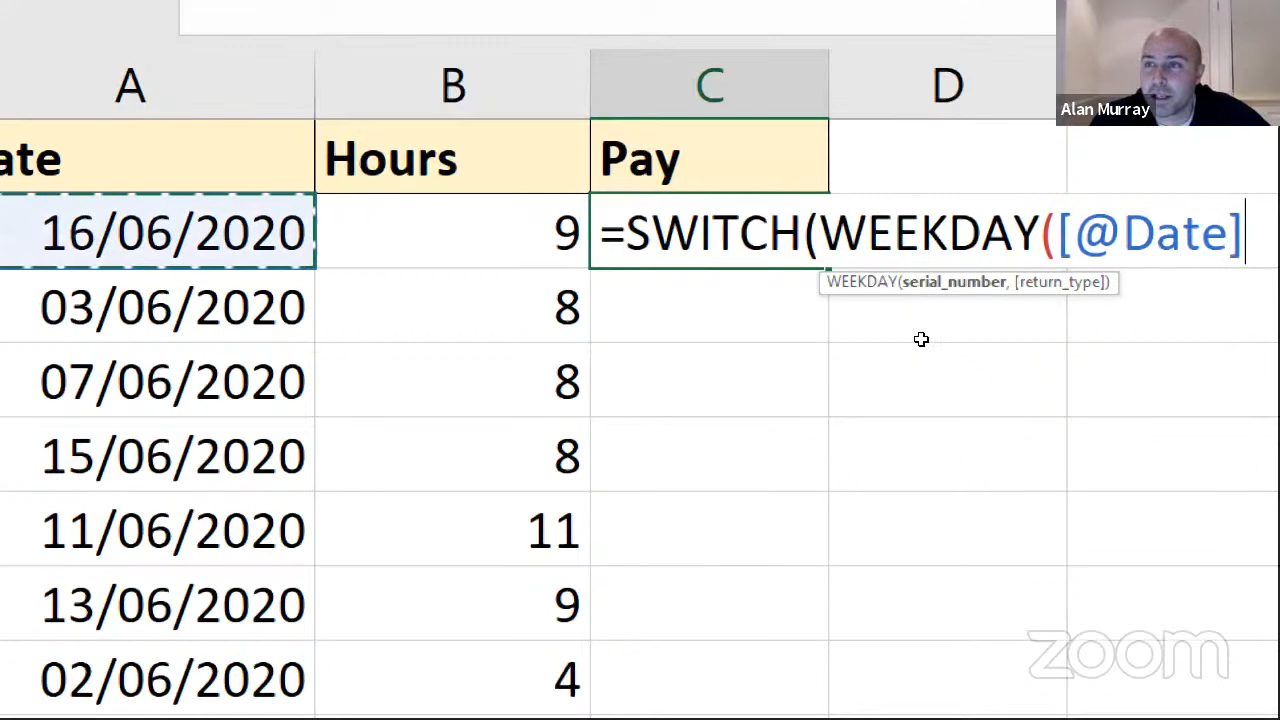 A B C D
Alan Murray
ate Hours Pay
16/06/2020 9 =SWITCH(WEEKDAY([@Date]
WEEKDAY(serial_number, [return_type])
03/06/2020 8
07/06/2020 8
15/06/2020 8
11/06/2020 11
13/06/2020 9
02/06/2020 4
zoom